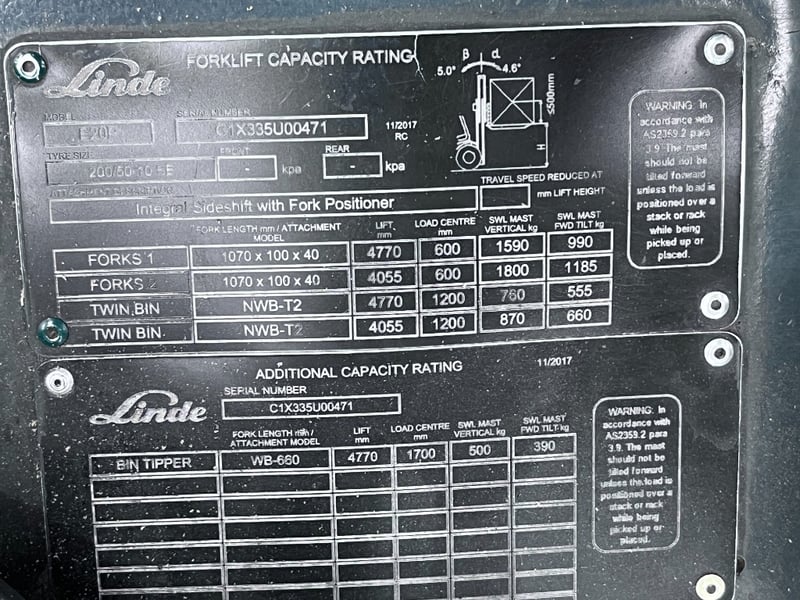 Linde
FORKLIFT CAPACITY RATING
β d.
5.0° 4.6°
≤500mm
H
MODEL
SERIAL NUMBER
C1X335U00471
11/2017
RC
TYRE SIZE
200/50-10 SE
FRONT
- kpa
REAR
- kpa
Integral Sideshift with Fork Positioner
TRAVEL SPEED REDUCED AT
mm LIFT HEIGHT
FORK LENGTH mm / ATTACHMENT MODEL LIFT mm LOAD CENTRE mm SWL MAST VERTICAL kg SWL MAST FWD TILT kg
FORKS 1 1070 x 100 x 40 4770 600 1590 990
FORKS 2 1070 x 100 x 40 4055 600 1800 1185
TWIN BIN NWB-T2 4770 1200 760 555
TWIN BIN NWB-T2 4055 1200 870 660
WARNING: In
accordance with
AS2359.2 para
3.9. The mast
should not be
tilted forward
unless the load is
positioned over a
stack or rack
while being
picked up or
placed.
Linde
ADDITIONAL CAPACITY RATING
11/2017
SERIAL NUMBER
C1X335U00471
FORK LENGTH mm / ATTACHMENT MODEL LIFT mm LOAD CENTRE mm SWL MAST VERTICAL kg SWL MAST FWD TILT kg
BIN TIPPER WB-660 4770 1700 500 390
WARNING: In
accordance with
AS2359.2 para
3.9. The mast
should not be
tilted forward
unless the load is
positioned over a
stack or rack
while being
picked up or
placed.